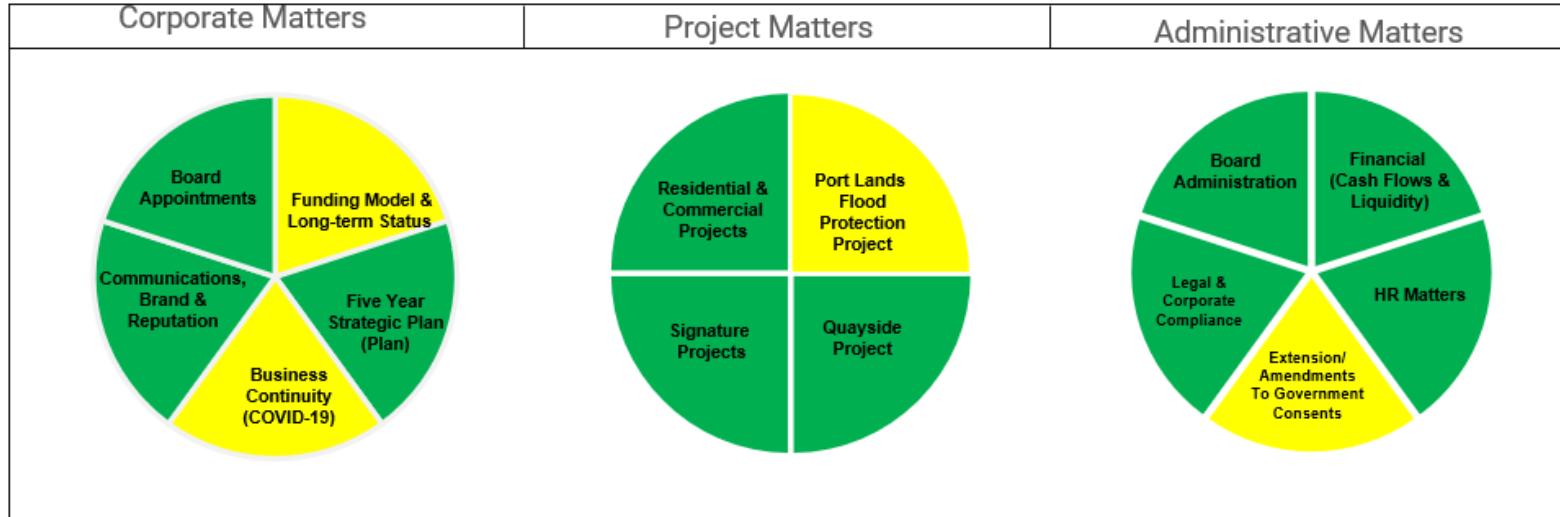 Corporate Matters
Project Matters
Administrative Matters
Board
Appointments
Funding Model &
Long-term Status
Communications,
Brand &
Reputation
Five Year
Strategic Plan
(Plan)
Business
Continuity
(COVID-19)
Residential &
Commercial
Projects
Port Lands
Flood
Protection
Project
Signature
Projects
Quayside
Project
Board
Administration
Financial
(Cash Flows &
Liquidity)
Legal &
Corporate
Compliance
HR Matters
Extension/
Amendments
To Government
Consents